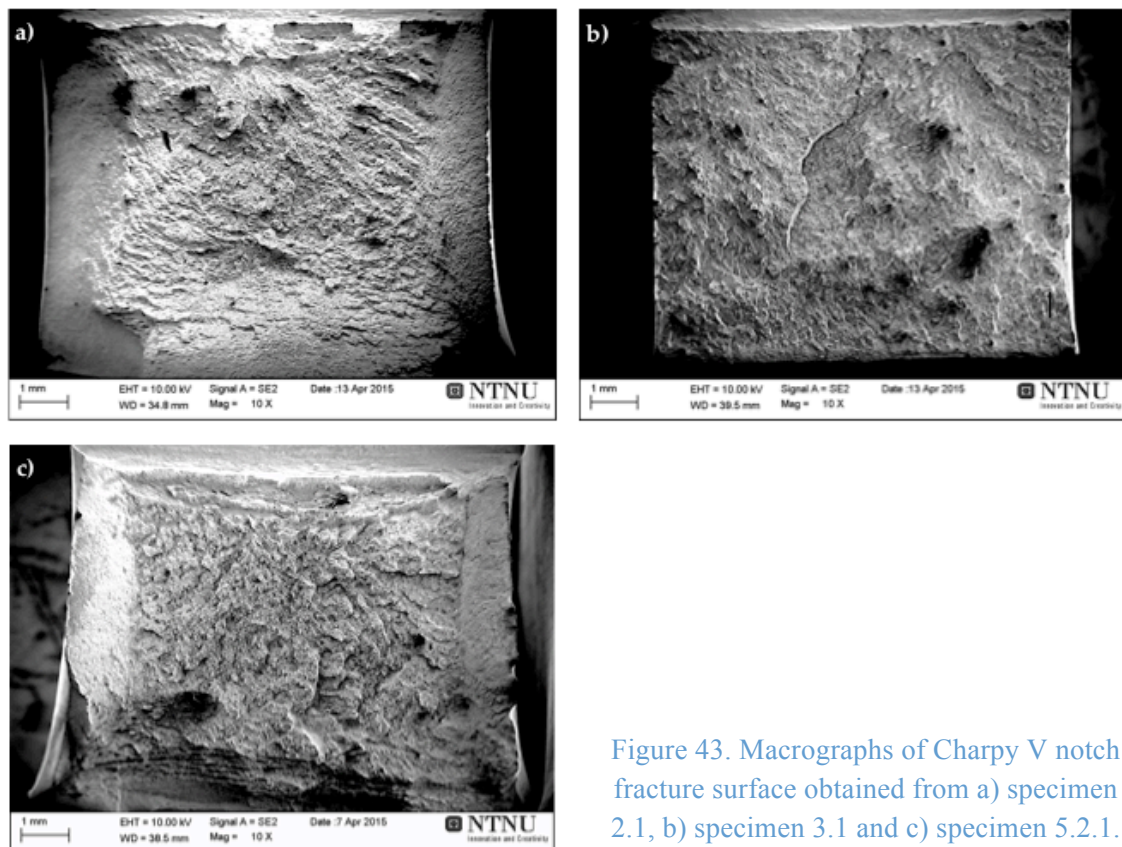 a)
1 mm
EHT = 10.00 kV Signal A = SE2 Date :13 Apr 2015
WD = 34.8 mm Mag = 10 X
NTNU
Innovation and Creativity
b)
1 mm
EHT = 10.00 kV Signal A = SE2 Date :13 Apr 2015
WD = 39.5 mm Mag = 10 X
NTNU
Innovation and Creativity
c)
1 mm
EHT = 10.00 kV Signal A = SE2 Date :7 Apr 2015
WD = 38.5 mm Mag = 10 X
NTNU
Innovation and Creativity
Figure 43. Macrographs of Charpy V notch
fracture surface obtained from a) specimen
2.1, b) specimen 3.1 and c) specimen 5.2.1.